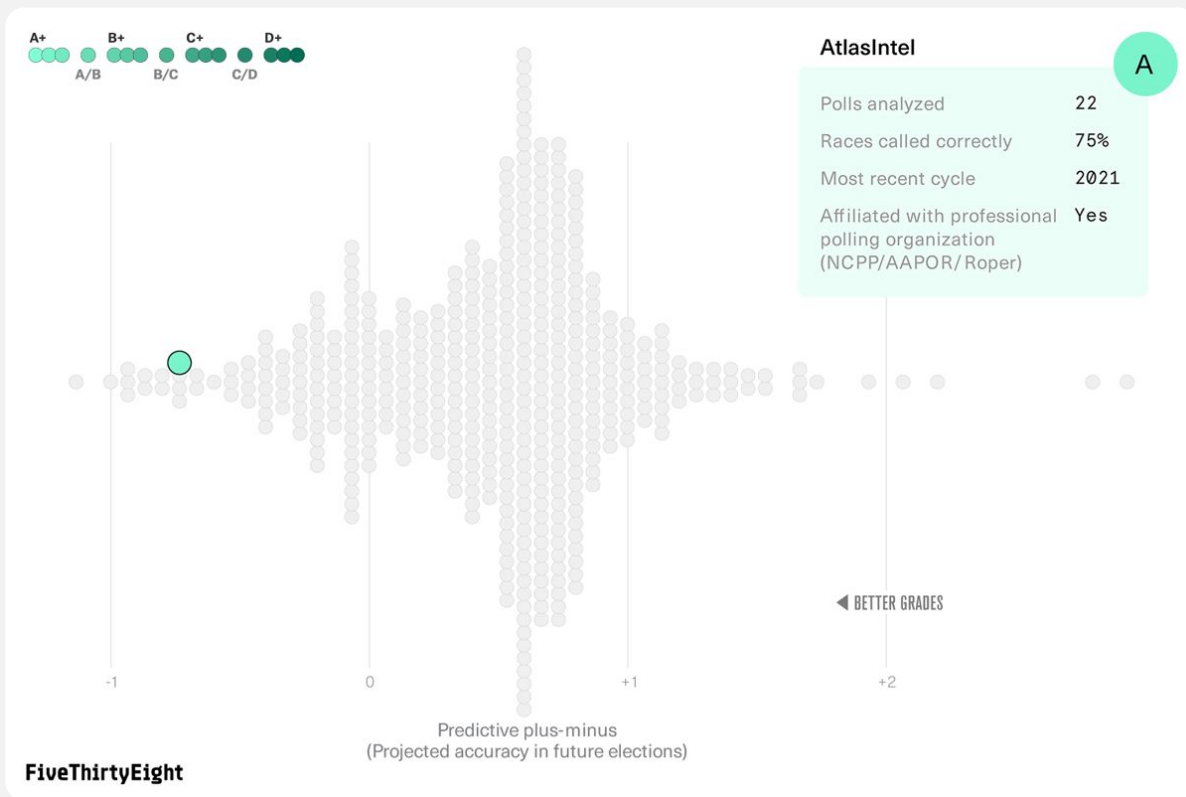 A+ B+ C+ D+
A/B B/C C/D
AtlasIntel
A
Polls analyzed 22
Races called correctly 75%
Most recent cycle 2021
Affiliated with professional Yes
polling organization
(NCPP/AAPOR/Roper)
◀ BETTER GRADES
-1 0 +1 +2
Predictive plus-minus
(Projected accuracy in future elections)
FiveThirtyEight